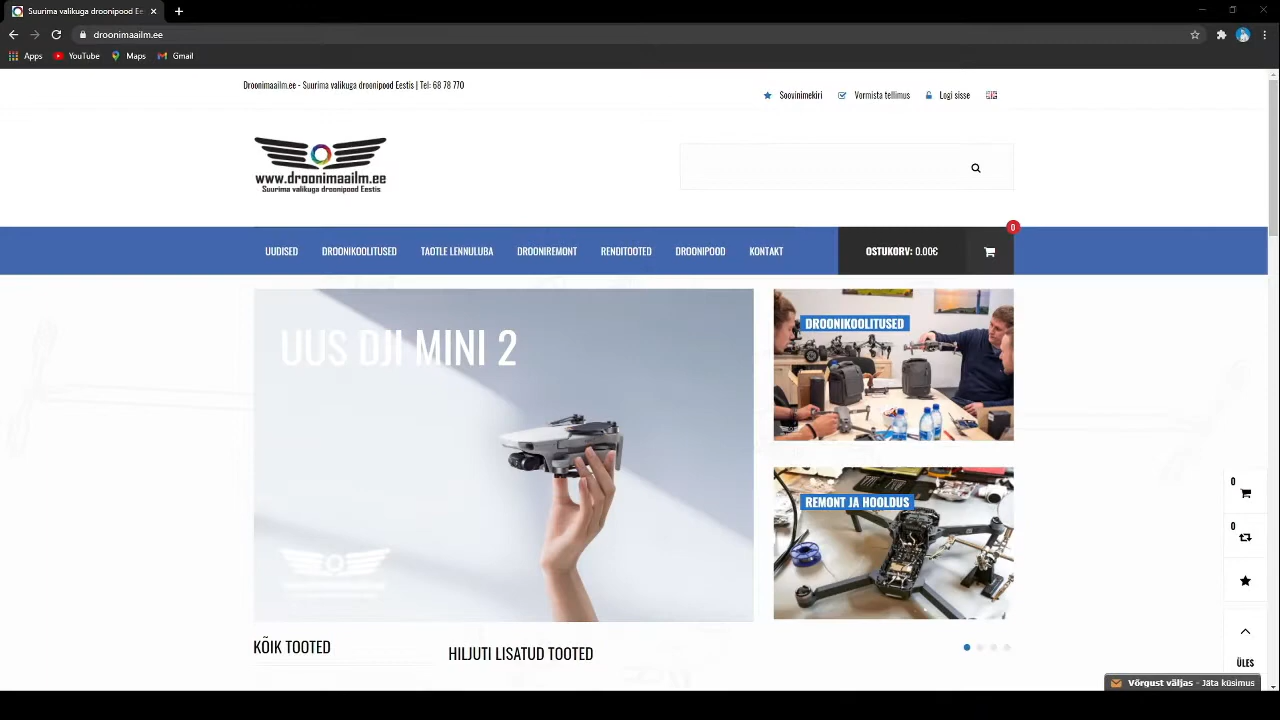 Suurima valikuga droonipood Ee
droonimaailm.ee
Apps YouTube Maps Gmail
Droonimaailm.ee - Suurima valikuga droonipood Eestis | Tel: 68 78 770
Soovinimekiri Vormista tellimus Logi sisse
www.droonimaailm.ee
Suurima valikuga droonipood Eestis
0
UUDISED DROONIKOOLITUSED TAOTLE LENNULUBA DROONIREMONT RENDITOOTED DROONIPOOD KONTAKT OSTUKORV: 0.00€
UUS DJI MINI 2
DROONIKOOLITUSED
REMONT JA HOOLDUS
0
0
KÕIK TOOTED
HILJUTI LISATUD TOOTED
ÜLES
Võrgust väljas - Jäta küsimus